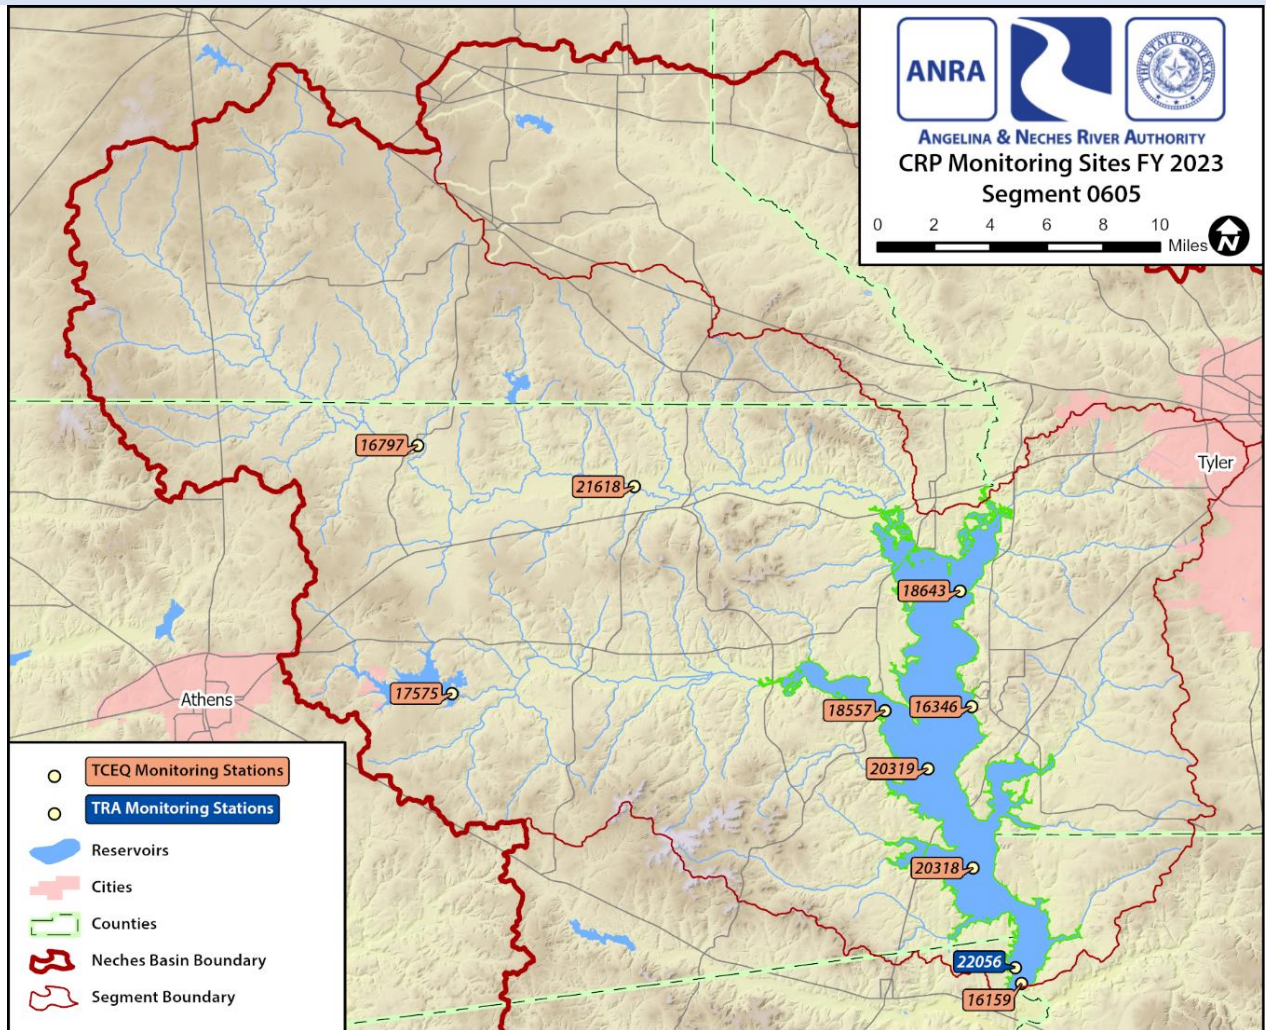 ANRA
THE STATE OF TEXAS
ANGELINA & NECHES RIVER AUTHORITY
CRP Monitoring Sites FY 2023
Segment 0605
0 2 4 6 8 10
Miles
N
Tyler
16797
21618
18643
17575
Athens
18557
16346
20319
20318
22056
16159
TCEQ Monitoring Stations
TRA Monitoring Stations
Reservoirs
Cities
Counties
Neches Basin Boundary
Segment Boundary